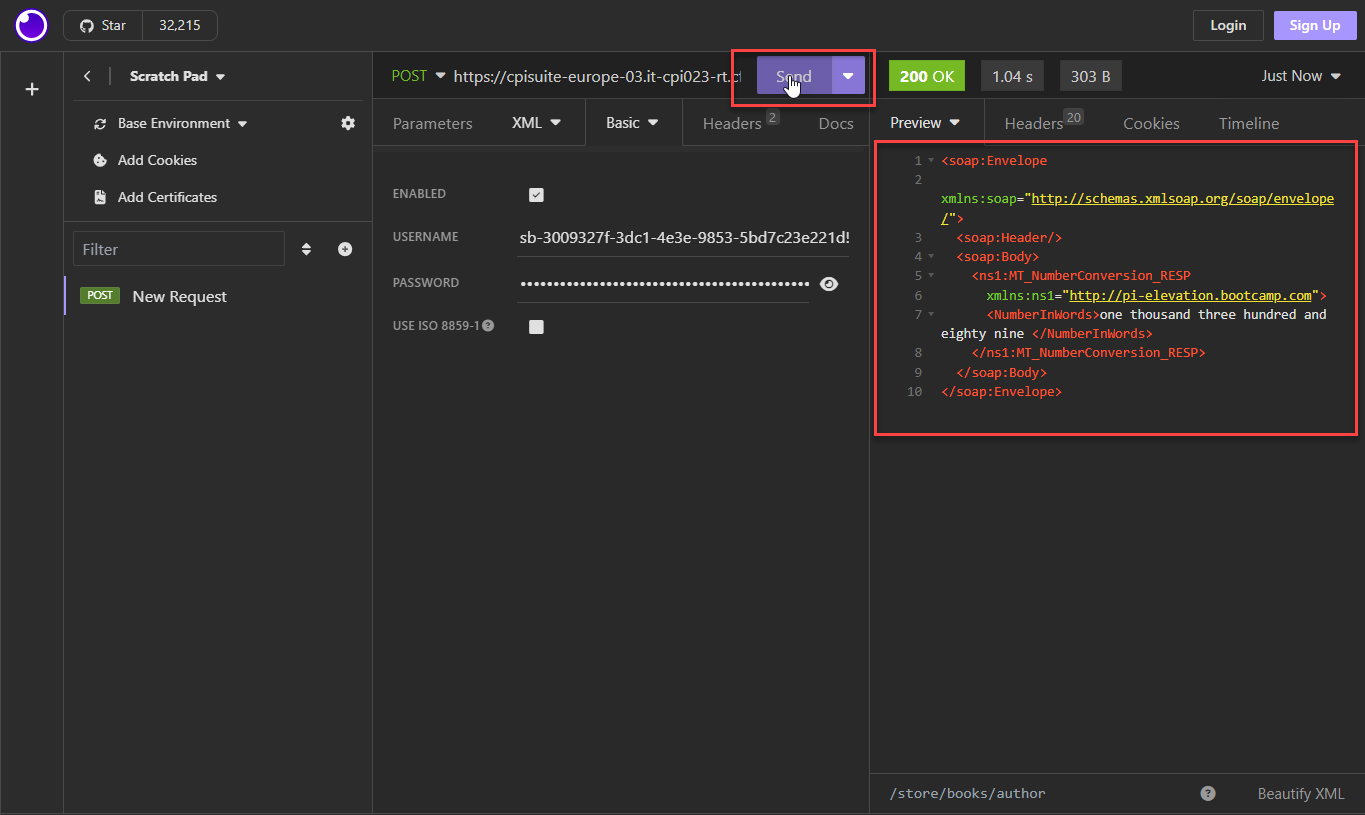 Star 32,215
Login Sign Up
Scratch Pad
Base Environment
Add Cookies
Add Certificates
Filter
POST New Request
POST https://cpisuite-europe-03.it-cpi023-rt.cf Send
Parameters XML Basic Headers 2 Docs
ENABLED
USERNAME sb-3009327f-3dc1-4e3e-9853-5bd7c23e221d!
PASSWORD ••••••••••••••••••••••••••••••••••••••••••••
USE ISO 8859-1
200 OK 1.04 s 303 B Just Now
Preview Headers 20 Cookies Timeline
1 <soap:Envelope
2
xmlns:soap="http://schemas.xmlsoap.org/soap/envelope
/">
3 <soap:Header/>
4 <soap:Body>
5 <ns1:MT_NumberConversion_RESP
6 xmlns:ns1="http://pi-elevation.bootcamp.com">
7 <NumberInWords>one thousand three hundred and
eighty nine </NumberInWords>
8 </ns1:MT_NumberConversion_RESP>
9 </soap:Body>
10 </soap:Envelope>
/store/books/author ? Beautify XML